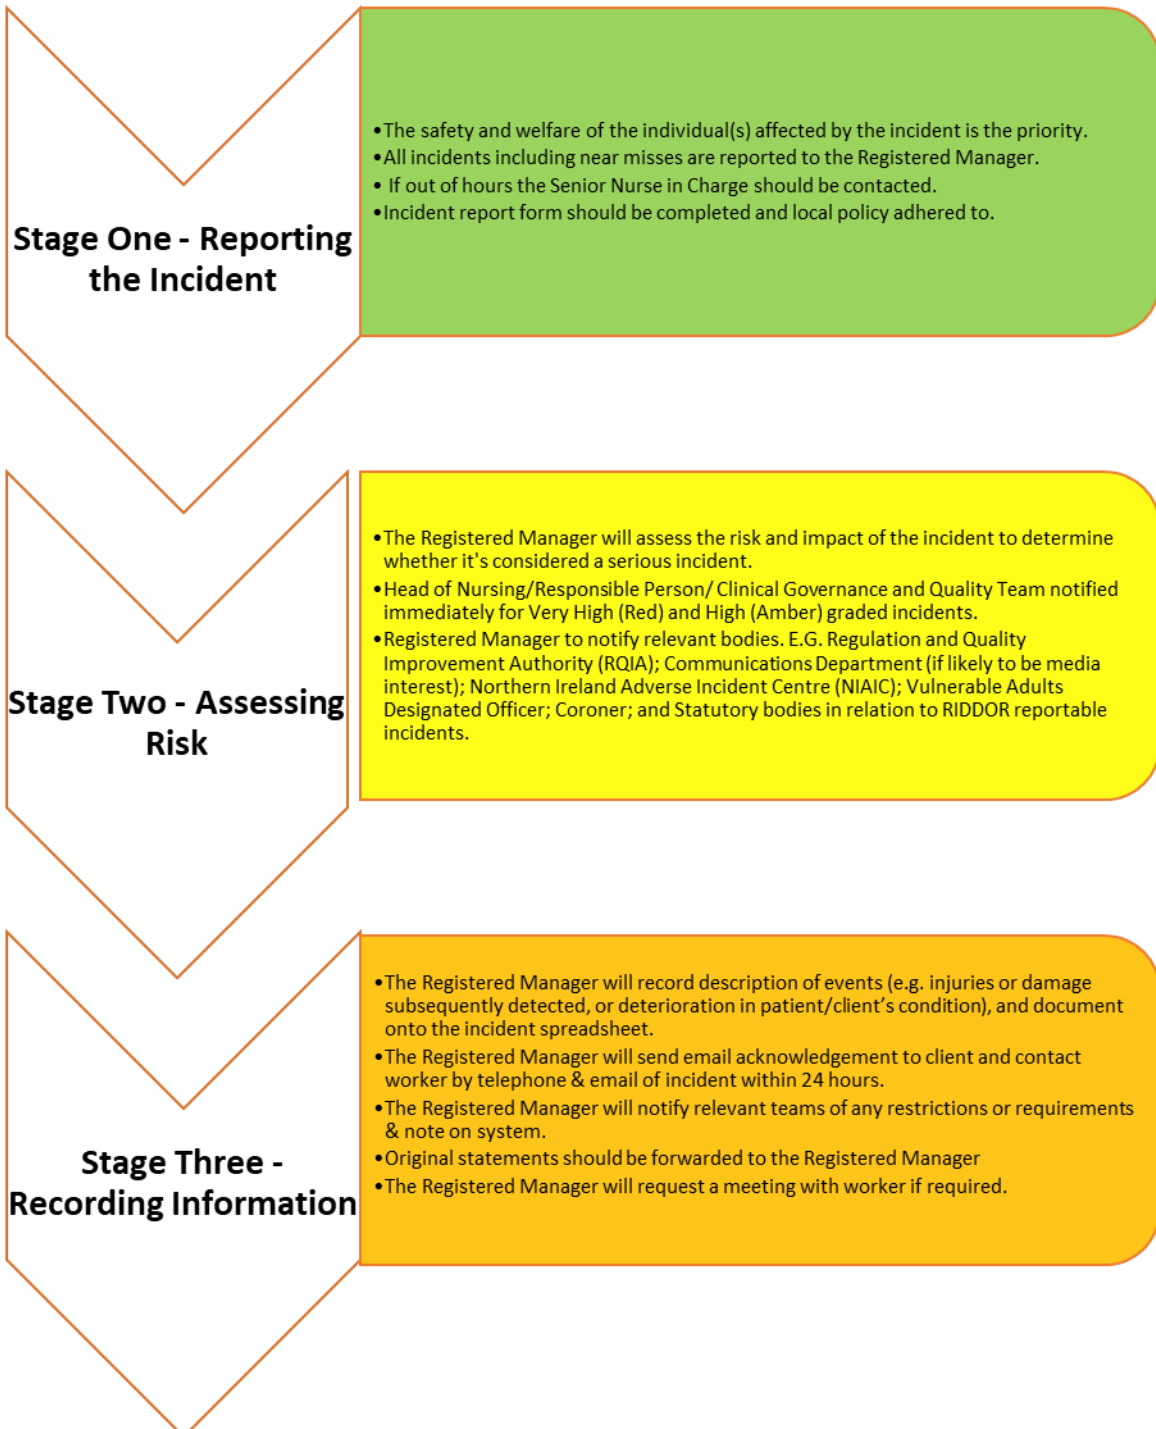 Stage One - Reporting
the Incident
•The safety and welfare of the individual(s) affected by the incident is the priority.
•All incidents including near misses are reported to the Registered Manager.
• If out of hours the Senior Nurse in Charge should be contacted.
•Incident report form should be completed and local policy adhered to.
Stage Two - Assessing
Risk
•The Registered Manager will assess the risk and impact of the incident to determine
whether it's considered a serious incident.
•Head of Nursing/Responsible Person/ Clinical Governance and Quality Team notified
immediately for Very High (Red) and High (Amber) graded incidents.
•Registered Manager to notify relevant bodies. E.G. Regulation and Quality
Improvement Authority (RQIA); Communications Department (if likely to be media
interest); Northern Ireland Adverse Incident Centre (NIAIC); Vulnerable Adults
Designated Officer; Coroner; and Statutory bodies in relation to RIDDOR reportable
incidents.
Stage Three -
Recording Information
•The Registered Manager will record description of events (e.g. injuries or damage
subsequently detected, or deterioration in patient/client’s condition), and document
onto the incident spreadsheet.
•The Registered Manager will send email acknowledgement to client and contact
worker by telephone & email of incident within 24 hours.
•The Registered Manager will notify relevant teams of any restrictions or requirements
& note on system.
•Original statements should be forwarded to the Registered Manager
•The Registered Manager will request a meeting with worker if required.